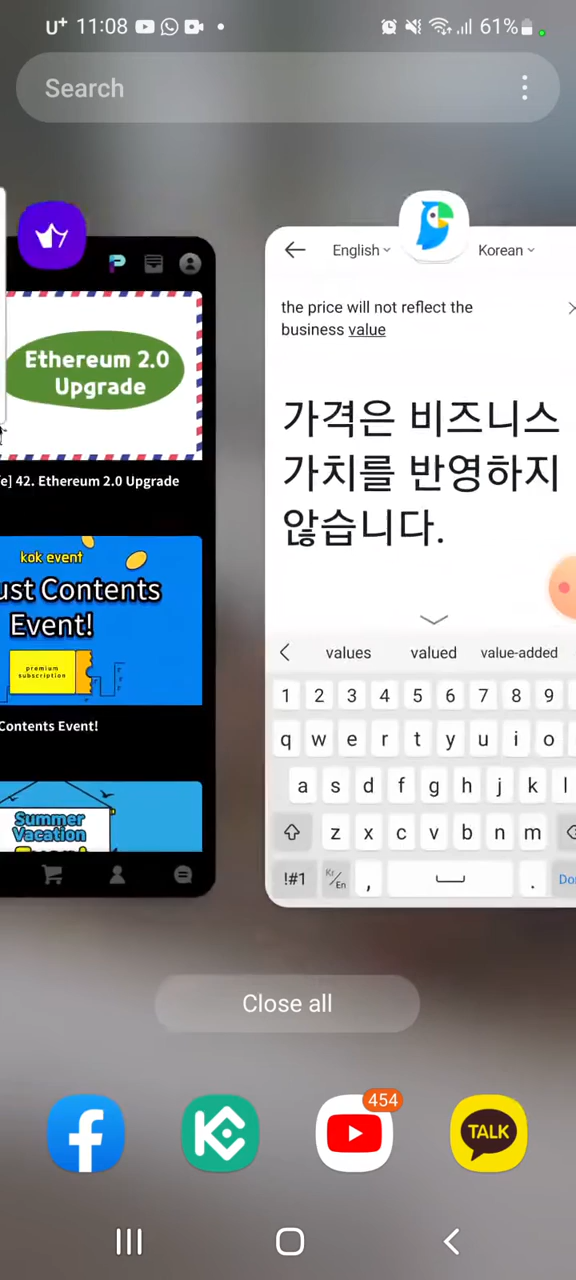 U+ 11:08
61%
Search
English
Korean
the price will not reflect the
business value
가격은 비즈니스
가치를 반영하지
않습니다.
Ethereum 2.0
Upgrade
e] 42. Ethereum 2.0 Upgrade
kok event
ust Contents
Event!
premium
subscription
Contents Event!
Summer
Vacation
values valued value-added
1 2 3 4 5 6 7 8 9
q w e r t y u i o
a s d f g h j k l
z x c v b n m
!#1 Kr/En , . Do
Close all
454
TALK